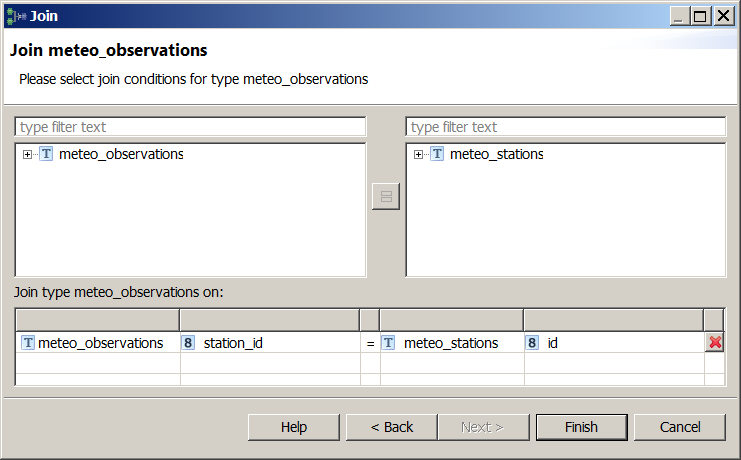 Join
Join meteo_observations
Please select join conditions for type meteo_observations
type filter text type filter text
T meteo_observations T meteo_stations
Join type meteo_observations on:
T meteo_observations 8 station_id = T meteo_stations 8 id
Help < Back Next > Finish Cancel